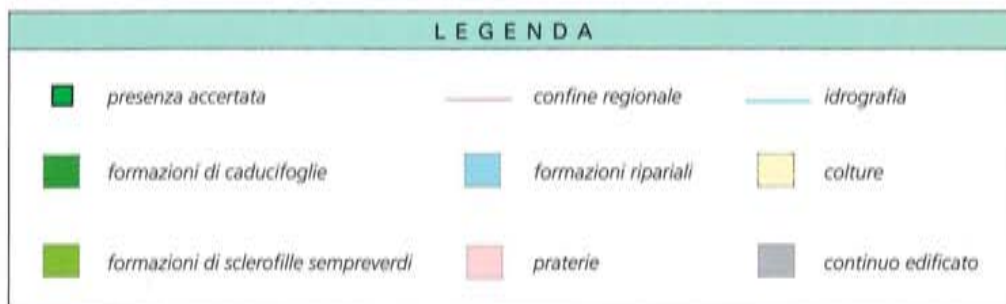 LEGENDA
presenza accertata
confine regionale
idrografia
formazioni di caducifoglie
formazioni ripariali
colture
formazioni di sclerofille sempreverdi
praterie
continuo edificato